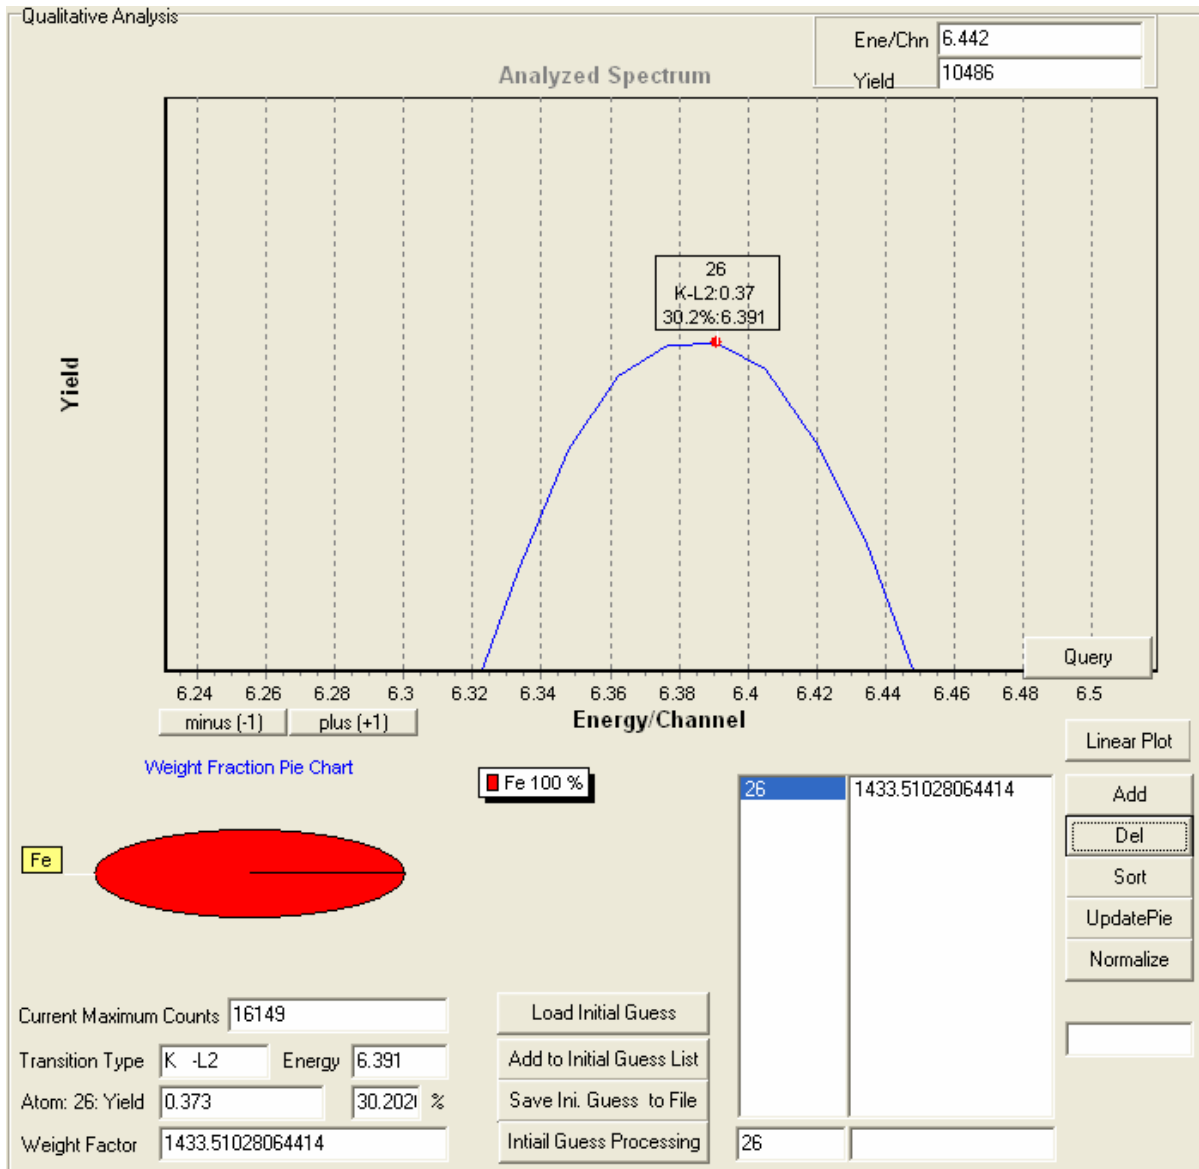 Qualitative Analysis
Ene/Chn 6.442
Yield 10486
Analyzed Spectrum
26
K-L2:0.37
30.2%:6.391
Yield
Query
6.24 6.26 6.28 6.3 6.32 6.34 6.36 6.38 6.4 6.42 6.44 6.46 6.48 6.5
minus (-1) plus (+1)
Energy/Channel
Linear Plot
Weight Fraction Pie Chart
Fe 100 %
26 1433.51028064414
Add
Del
Fe
Sort
UpdatePie
Normalize
Current Maximum Counts 16149
Load Initial Guess
Transition Type K -L2 Energy 6.391
Add to Initial Guess List
Atom: 26: Yield 0.373 30.202 %
Save Ini. Guess to File
Weight Factor 1433.51028064414
Intiail Guess Processing
26